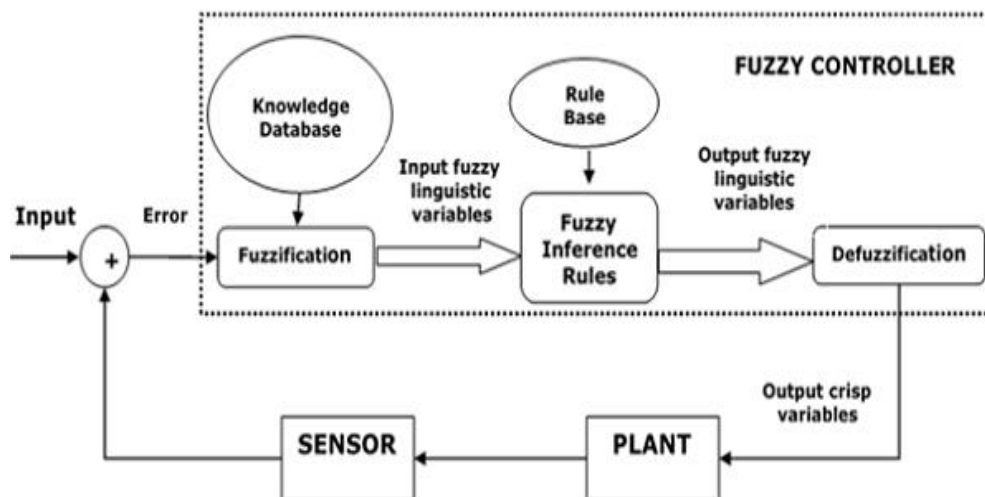 FUZZY CONTROLLER
Knowledge
Database
Rule
Base
Input fuzzy
linguistic
variables
Output fuzzy
linguistic
variables
Input
Error
+
Fuzzification
Fuzzy
Inference
Rules
Defuzzification
Output crisp
variables
SENSOR
PLANT